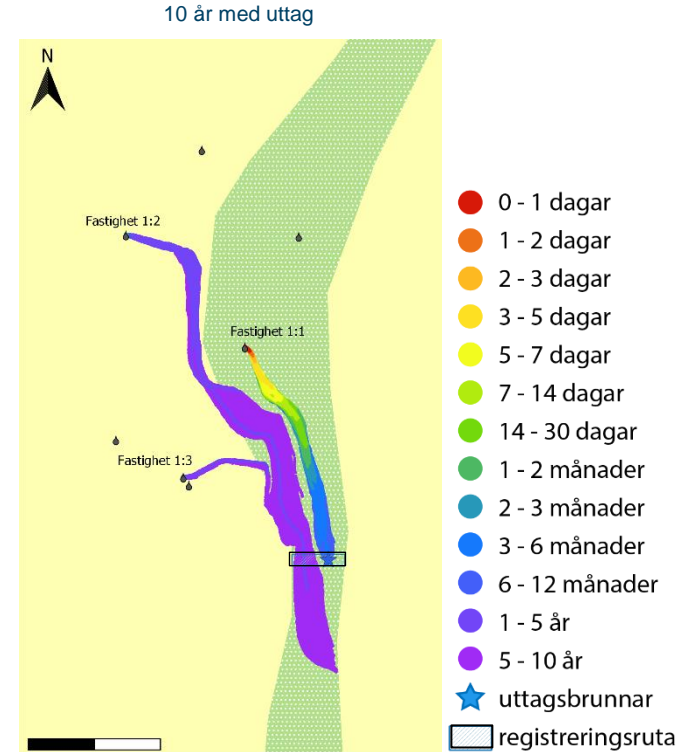 10 år med uttag
N
Fastighet 1:2
Fastighet 1:1
Fastighet 1:3
0 - 1 dagar
1 - 2 dagar
2 - 3 dagar
3 - 5 dagar
5 - 7 dagar
7 - 14 dagar
14 - 30 dagar
1 - 2 månader
2 - 3 månader
3 - 6 månader
6 - 12 månader
1 - 5 år
5 - 10 år
uttagsbrunnar
registreringsruta